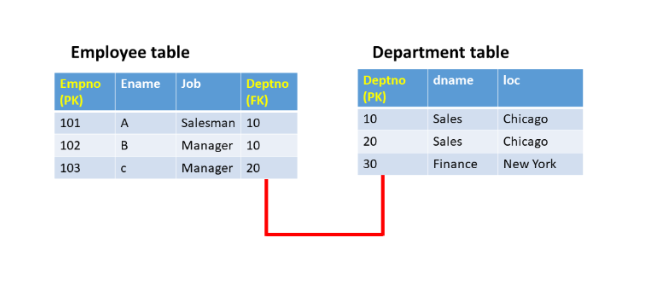 Employee table
Empno (PK) Ename Job Deptno (FK)
101 A Salesman 10
102 B Manager 10
103 c Manager 20
Department table
Deptno (PK) dname loc
10 Sales Chicago
20 Sales Chicago
30 Finance New York